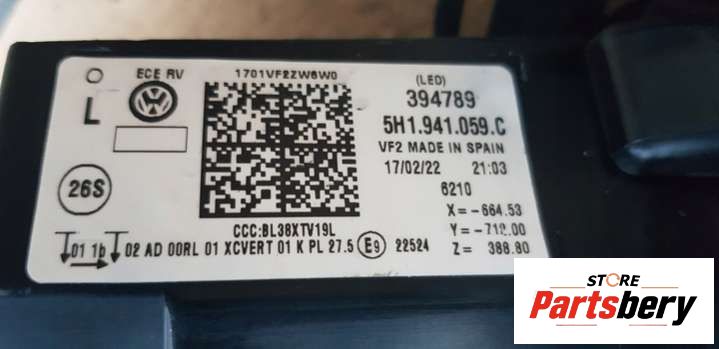 ECE RV
1701VF2ZW6W0
(LED)
L
394789
5H1.941.059.C
VF2 MADE IN SPAIN
17/02/22 21:03
26S
6210
X=-664.53
CCC:BL38XTV19L
Y=-712.00
01 1b 02 AD 00RL 01 XCVERT 01 K PL 27.5 E9 22524
Z= 388.80
STORE
Partsbery